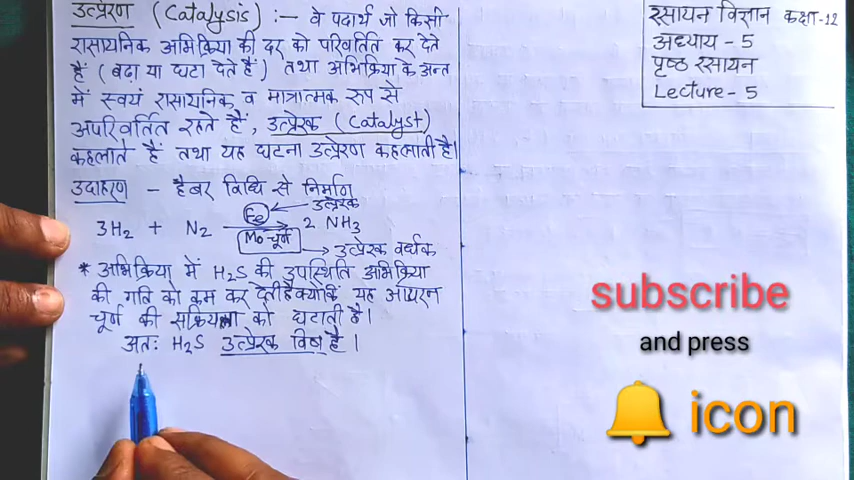 उत्प्रेरण (Catalysis) :- वे पदार्थ जो किसी
रासायनिक अभिक्रिया की दर को परिवर्तित कर देते
हैं (बढ़ा या घटा देते हैं) तथा अभिक्रिया के अन्त
में स्वयं रासायनिक व मात्रात्मक रुप से
अपरिवर्तित रहते हैं, उत्प्रेरक (Catalyst)
कहलाते हैं तथा यह घटना उत्प्रेरण कहलाती है।
उदाहरण - हैबर विधि से निर्माण
Fe ← उत्प्रेरक
3H₂ + N₂ → 2 NH₃
Mo चूर्ण → उत्प्रेरक वर्धक
* अभिक्रिया में H₂S की उपस्थिति अभिक्रिया
की गति को कम कर देती है क्योंकि यह आयरन
चूर्ण की सक्रियता को घटाती है।
अतः H₂S उत्प्रेरक विष है।
रसायन विज्ञान कक्षा-12
अध्याय - 5
पृष्ठ रसायन
Lecture - 5
subscribe
and press
icon